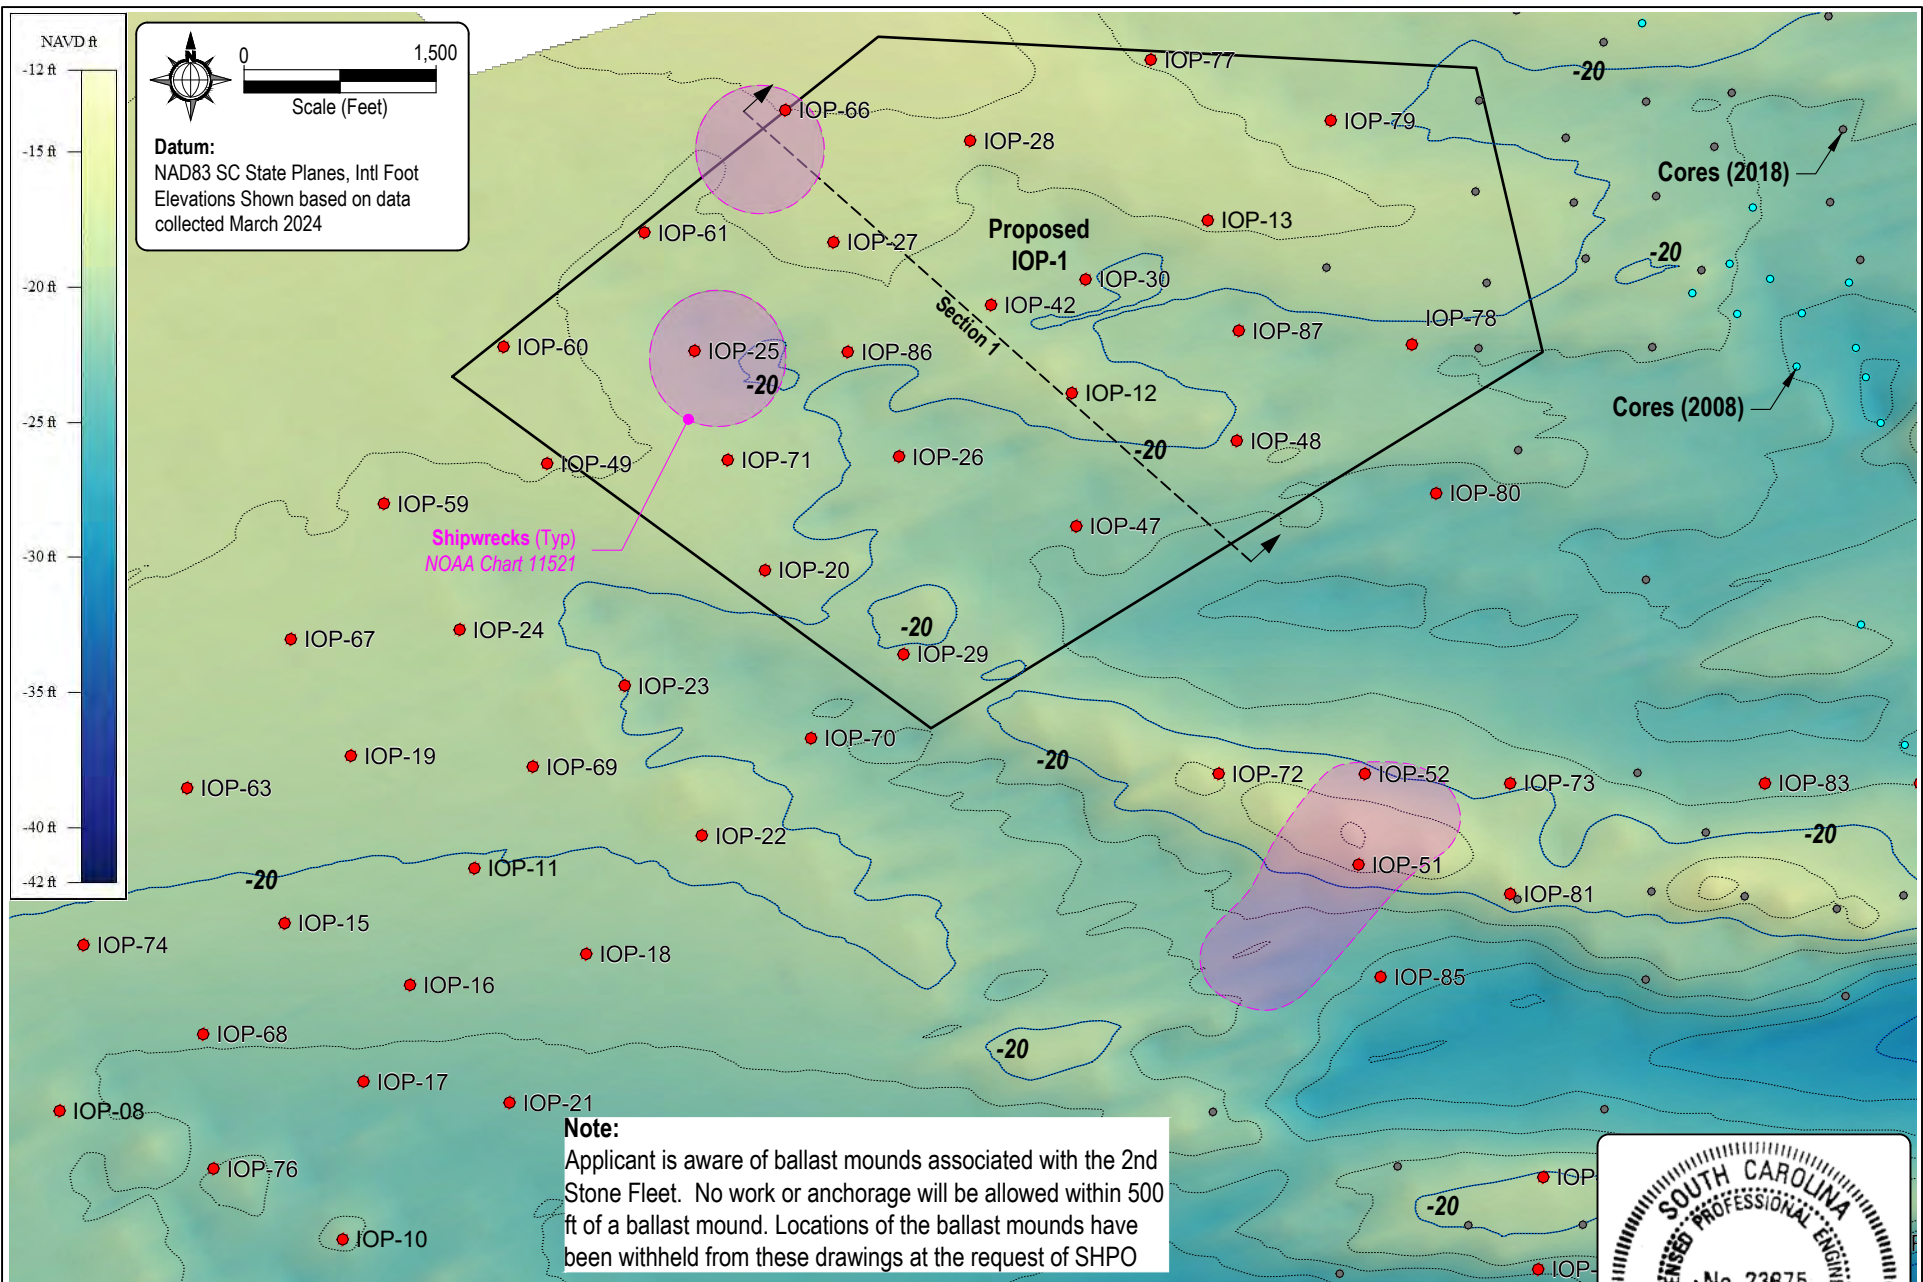 NAVD ft
-12 ft
-15 ft
-20 ft
-25 ft
-30 ft
-35 ft
-40 ft
-42 ft
N
0 1,500
Scale (Feet)
Datum:
NAD83 SC State Planes, Intl Foot
Elevations Shown based on data
collected March 2024
IOP-77
-20
IOP-66
IOP-79
IOP-28
Cores (2018)
IOP-61
IOP-27
Proposed
IOP-1
IOP-13
-20
IOP-30
IOP-42
Section 1
IOP-87
IOP-78
IOP-60
IOP-25
IOP-86
-20
IOP-12
Cores (2008)
IOP-48
-20
IOP-49
IOP-71
IOP-26
IOP-59
IOP-80
Shipwrecks (Typ)
NOAA Chart 11521
IOP-47
IOP-20
IOP-67
IOP-24
-20
IOP-29
IOP-23
IOP-70
IOP-19
IOP-69
-20
IOP-63
IOP-72
IOP-52
IOP-73
IOP-83
IOP-22
-20
IOP-11
-20
IOP-51
IOP-81
IOP-15
IOP-74
IOP-18
IOP-16
IOP-85
IOP-68
-20
IOP-17
IOP-21
IOP-08
IOP-76
IOP-10
Note:
Applicant is aware of ballast mounds associated with the 2nd
Stone Fleet. No work or anchorage will be allowed within 500
ft of a ballast mound. Locations of the ballast mounds have
been withheld from these drawings at the request of SHPO
IOP
-20
IOP-
SOUTH CAROLINA
PROFESSIONAL
No. 23875